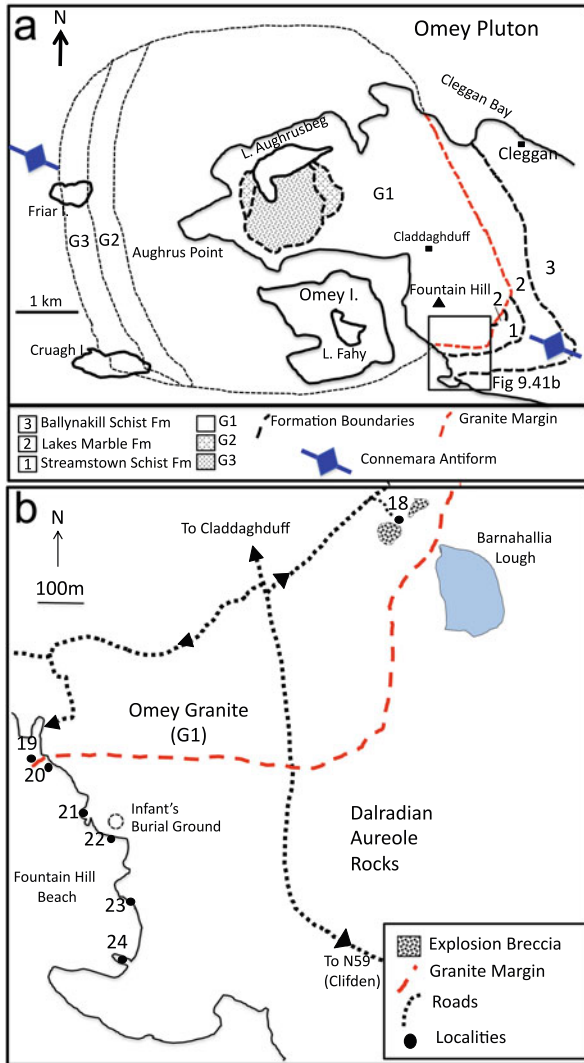 a
N
Omey Pluton
Cleggan Bay
Cleggan
L. Aughrusbeg
G1
Friar I.
G3
G2
Aughrus Point
Claddaghduff
3
2
Fountain Hill
2
1
1 km
Omey I.
L. Fahy
Cruagh I.
Fig 9.41b
3 Ballynakill Schist Fm
2 Lakes Marble Fm
1 Streamstown Schist Fm
G1
G2
G3
Formation Boundaries
Granite Margin
Connemara Antiform
b
N
100m
To Claddaghduff
18
Barnahallia
Lough
Omey Granite
(G1)
19
20
21
Infant's
Burial Ground
22
Dalradian
Aureole
Rocks
Fountain Hill
Beach
23
24
To N59
(Clifden)
Explosion Breccia
Granite Margin
Roads
Localities